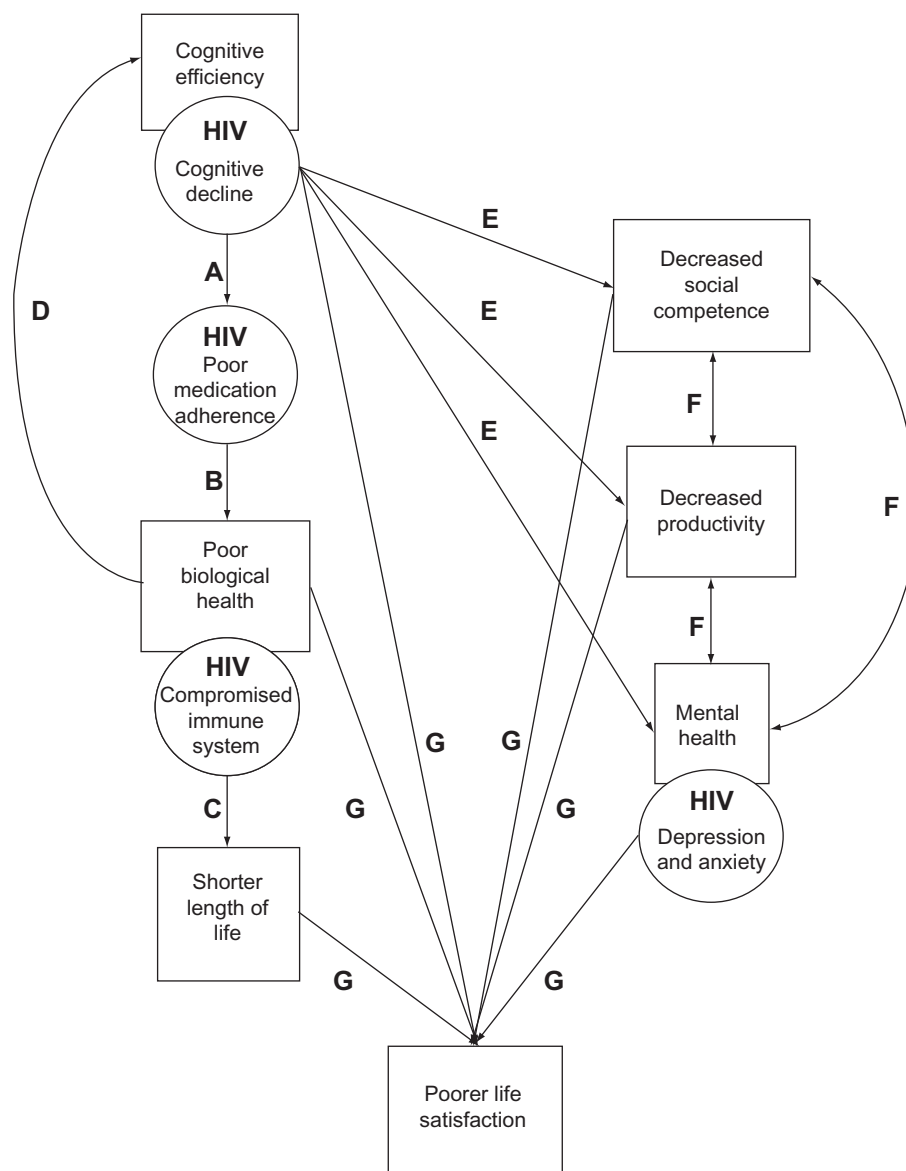 Cognitive
efficiency
HIV
Cognitive
decline
A
HIV
Poor
medication
adherence
B
Poor
biological
health
HIV
Compromised
immune
system
C
Shorter
length of
life
D
E
E
E
Decreased
social
competence
F
Decreased
productivity
F
F
Mental
health
HIV
Depression
and anxiety
G
G
G
G
G
G
Poorer life
satisfaction